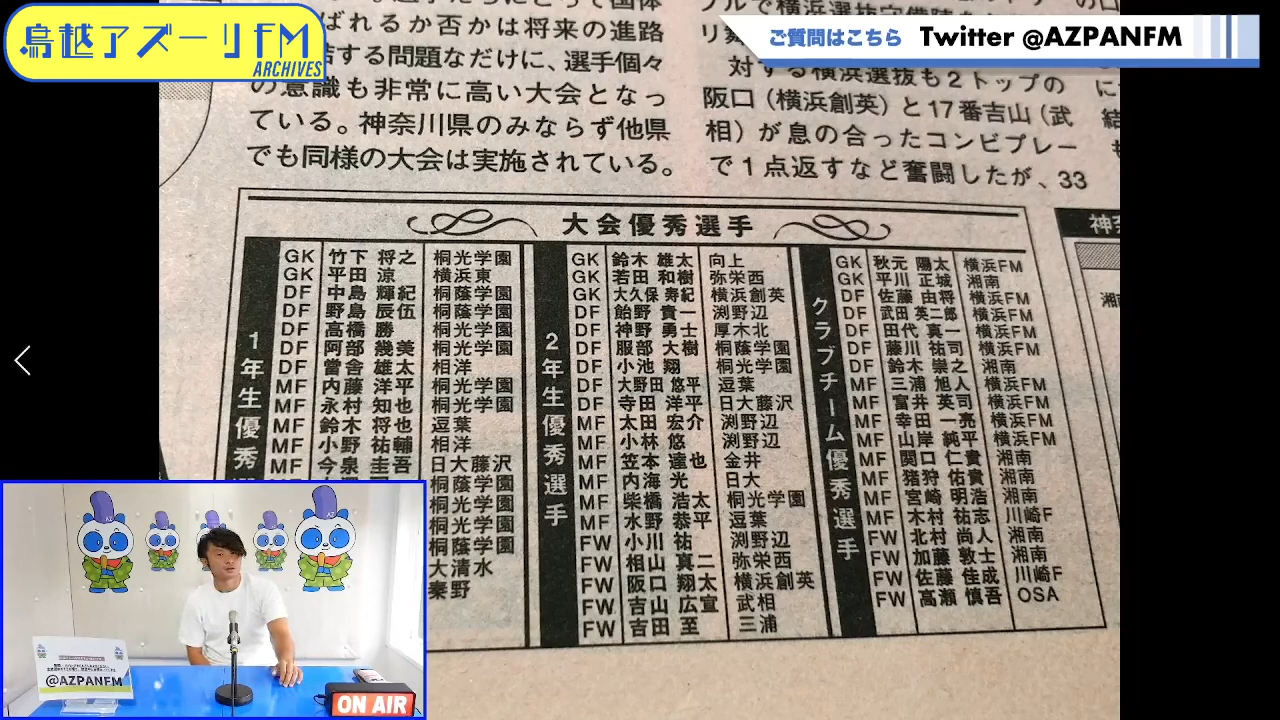 鳥越アズーリFM
ARCHIVES
ご質問はこちら Twitter @AZPANFM
ばれるか否かは将来の進路
する問題なだけに、選手個々
の意識も非常に高い大会となっ
ている。神奈川県のみならず他県
でも同様の大会は実施されている。
対する横浜選抜も2トップの
阪口（横浜創英）と17番吉山（武
相）が息の合ったコンビプレー
で1点返すなど奮闘したが、33
大会優秀選手
1年生優秀
GK 竹下 将之 桐光学園
GK 平田 涼 横浜東
DF 中島 輝紀 桐蔭学園
DF 野島 辰伍 桐蔭学園
DF 高橋 勝 桐光学園
DF 阿部 幾美 桐光学園
DF 當舎 雄太 相洋
MF 内藤 洋平 桐光学園
MF 永村 知也 桐光学園
MF 鈴木 将也 逗葉
MF 小野 祐輔 相洋
MF 今泉 圭吾 日大藤沢
桐蔭学園
桐光学園
桐光学園
桐蔭学園
大清水
秦野
2年生優秀選手
GK 鈴木 雄太 向上
GK 若田 和樹 弥栄西
GK 大久保 寿紀 横浜創英
DF 飴野 貴一 渕野辺
DF 神野 勇士 厚木北
DF 服部 大樹 桐蔭学園
DF 小池 翔 桐光学園
DF 大野田 悠平 逗葉
DF 寺田 洋平 日大藤沢
MF 太田 宏介 渕野辺
MF 小林 悠 渕野辺
MF 笠本 達也 金井
MF 内海 光 日大
MF 柴橋 浩太 桐光学園
MF 水野 恭平 逗葉
FW 小川 祐 渕野辺
FW 相山 真二 弥栄西
FW 阪口 翔太 横浜創英
FW 吉山 広宣 武相
FW 吉田 至 三浦
クラブチーム優秀選手
GK 秋元 陽太 横浜FM
GK 平川 正城 湘南
DF 佐藤 由将 横浜FM
DF 武田 英二郎 横浜FM
DF 田代 真一 横浜FM
DF 藤川 祐司 横浜FM
DF 鈴木 崇之 湘南
MF 三浦 旭人 横浜FM
MF 富井 英司 横浜FM
MF 幸田 一亮 横浜FM
MF 山岸 純平 横浜FM
MF 関口 仁貴 湘南
MF 猪狩 佑貴 湘南
MF 宮崎 明浩 湘南
MF 木村 祐志 川崎F
FW 北村 尚人 湘南
FW 加藤 敦士 湘南
FW 佐藤 佳成 川崎F
FW 高瀬 慎吾 OSA
神奈
@AZPANFM
ON AIR